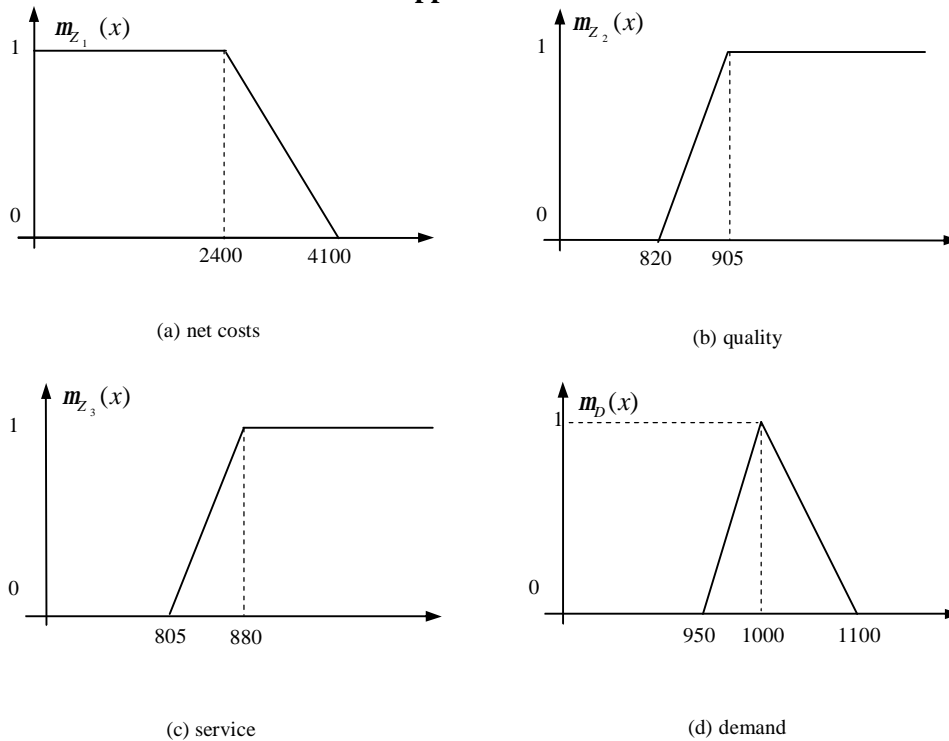 pp
m_{Z_1}(x)
1
0
2400 4100
(a) net costs
m_{Z_2}(x)
1
0
820 905
(b) quality
m_{Z_3}(x)
1
0
805 880
(c) service
m_D(x)
1
0
950 1000 1100
(d) demand